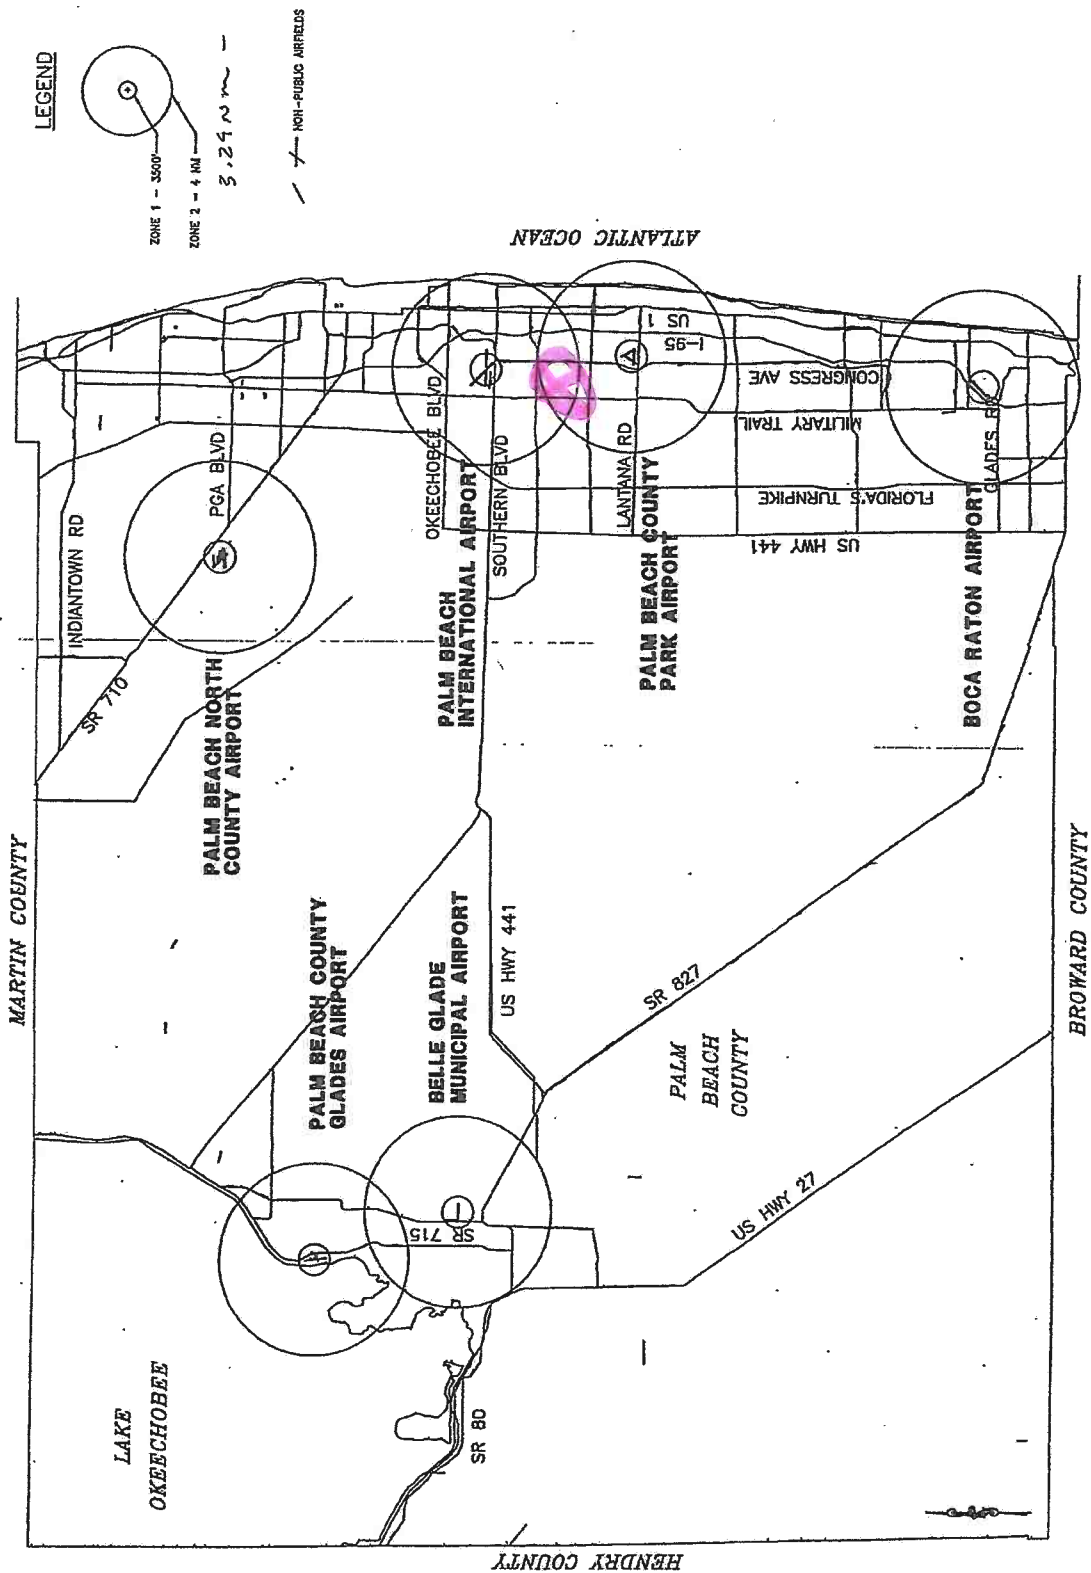 LEGEND
ZONE 1 - 3500'
ZONE 2 - 4 NM
3.29 NM -
NON-PUBLIC AIRFIELDS
MARTIN COUNTY
ATLANTIC OCEAN
INDIANTOWN RD
SR 710
PGA BLVD
PALM BEACH NORTH
COUNTY AIRPORT
OKEECHOBEE BLVD
PALM BEACH
INTERNATIONAL AIRPORT
SOUTHERN BLVD
US 1
I-95
CONGRESS AVE
MILITARY TRAIL
LANTANA RD
PALM BEACH COUNTY
PARK AIRPORT
FLORIDA'S TURNPIKE
US HWY 441
GLADES RD
BOCA RATON AIRPORT
PALM BEACH COUNTY
GLADES AIRPORT
BELLE GLADE
MUNICIPAL AIRPORT
US HWY 441
SR 827
PALM
BEACH
COUNTY
SR 715
US HWY 27
LAKE
OKEECHOBEE
SR 80
HENDRY COUNTY
BROWARD COUNTY